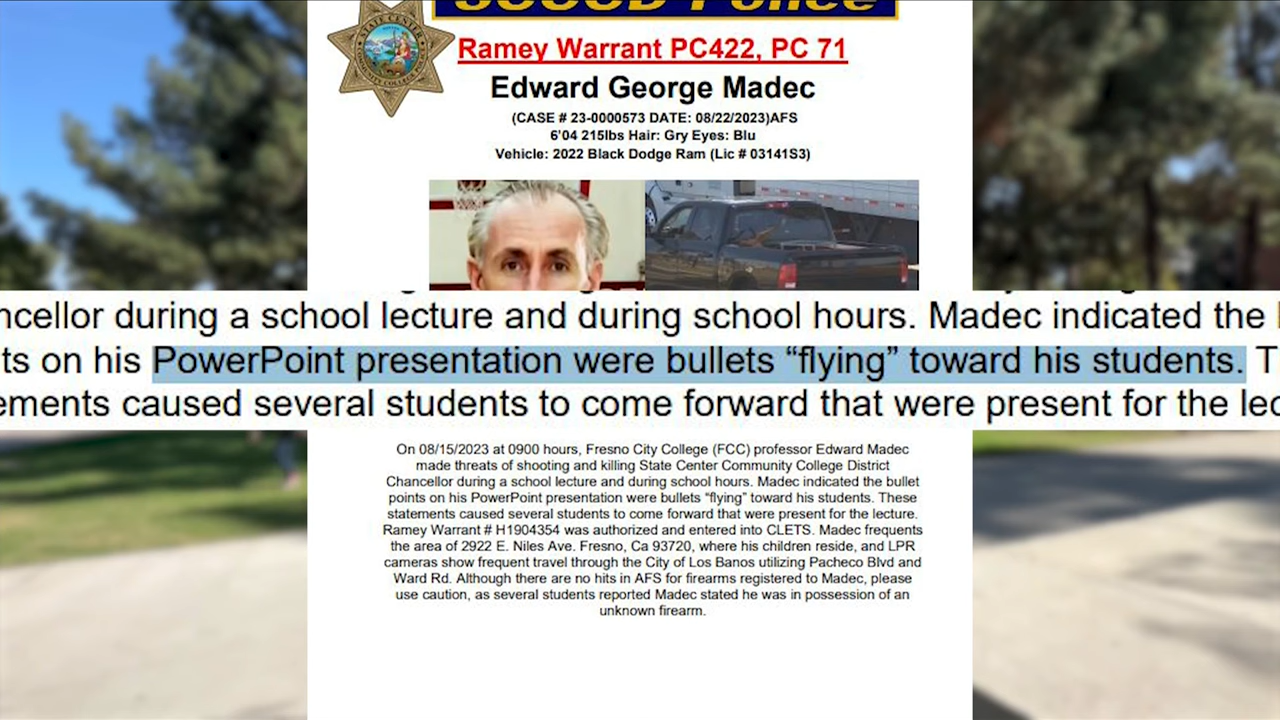 SCCCD Police
STATE CENTER
Ramey Warrant PC422, PC 71
Edward George Madec
(CASE # 23-0000573 DATE: 08/22/2023)AFS
6'04 215lbs Hair: Gry Eyes: Blu
Vehicle: 2022 Black Dodge Ram (Lic # 03141S3)
ncellor during a school lecture and during school hours. Madec indicated the
ts on his PowerPoint presentation were bullets “flying” toward his students. T
ements caused several students to come forward that were present for the lec
On 08/15/2023 at 0900 hours, Fresno City College (FCC) professor Edward Madec
made threats of shooting and killing State Center Community College District
Chancellor during a school lecture and during school hours. Madec indicated the bullet
points on his PowerPoint presentation were bullets “flying” toward his students. These
statements caused several students to come forward that were present for the lecture.
Ramey Warrant # H1904354 was authorized and entered into CLETS. Madec frequents
the area of 2922 E. Niles Ave. Fresno, Ca 93720, where his children reside, and LPR
cameras show frequent travel through the City of Los Banos utilizing Pacheco Blvd and
Ward Rd. Although there are no hits in AFS for firearms registered to Madec, please
use caution, as several students reported Madec stated he was in possession of an
unknown firearm.